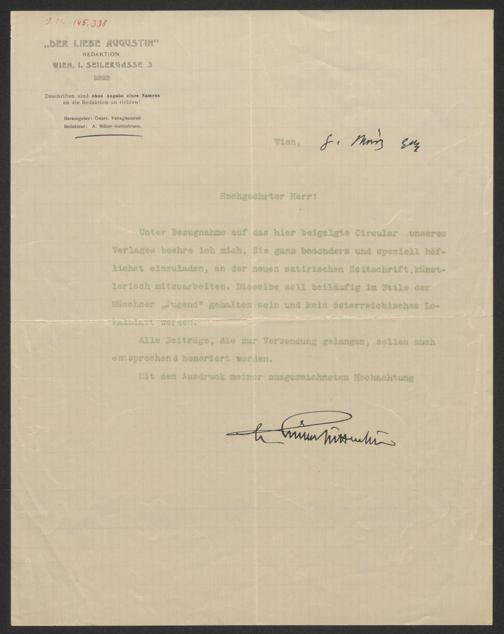 J.N. 145.338
„DER LIEBE AUGUSTIN“
REDAKTION
WIEN, I. SEILERGASSE 3
Zuschriften sind ohne Angabe eines Namens
an die Redaktion zu richten!
Herausgeber: Österr. Verlagsanstalt
Redakteur: A. Müller-Guttenbrunn.
Wien, 8. März
Hochgeehrter Herr!
Unter Bezugnahme auf das hier beigelgte Circular unseres
Verlages beehre ich mich, Sie ganz besonders und speziell höf-
lichst einzuladen, an der neuen satirischen Zeitschrift künst-
lerisch mitzuarbeiten. Dieselbe soll beiläufig im Stile der
Münchner „Jugend“ gehalten sein und kein österreichisches Lo-
kalblatt werden.
Alle Beiträge, die zur Verwendung gelangen, sollen auch
entsprechend honoriert werden.
Mit dem Ausdruck meiner ausgezeichneten Hochachtung